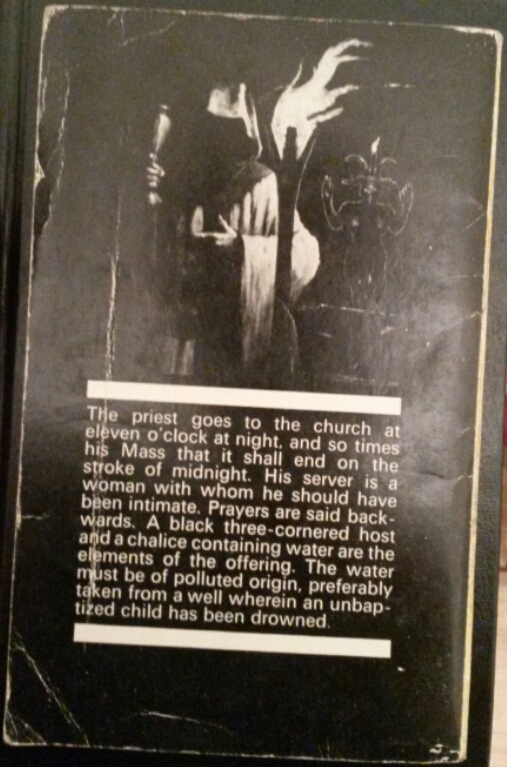 The priest goes to the church at
eleven o'clock at night, and so times
his Mass that it shall end on the
stroke of midnight. His server is a
woman with whom he should have
been intimate. Prayers are said back-
wards. A black three-cornered host
and a chalice containing water are the
elements of the offering. The water
must be of polluted origin, preferably
taken from a well wherein an unbap-
tized child has been drowned.